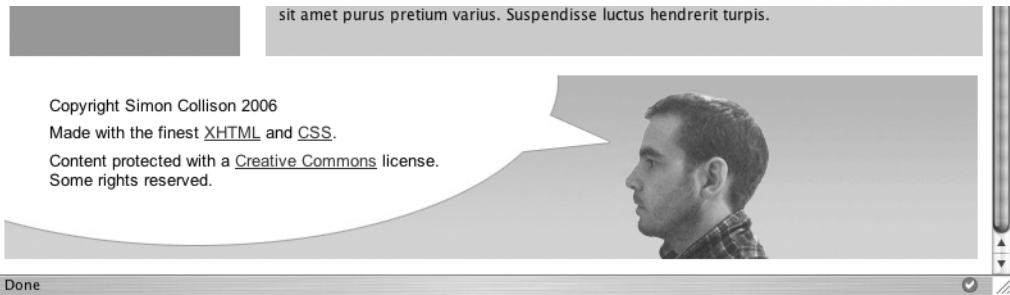 sit amet purus pretium varius. Suspendisse luctus hendrerit turpis.
Copyright Simon Collison 2006
Made with the finest XHTML and CSS.
Content protected with a Creative Commons license.
Some rights reserved.
Done